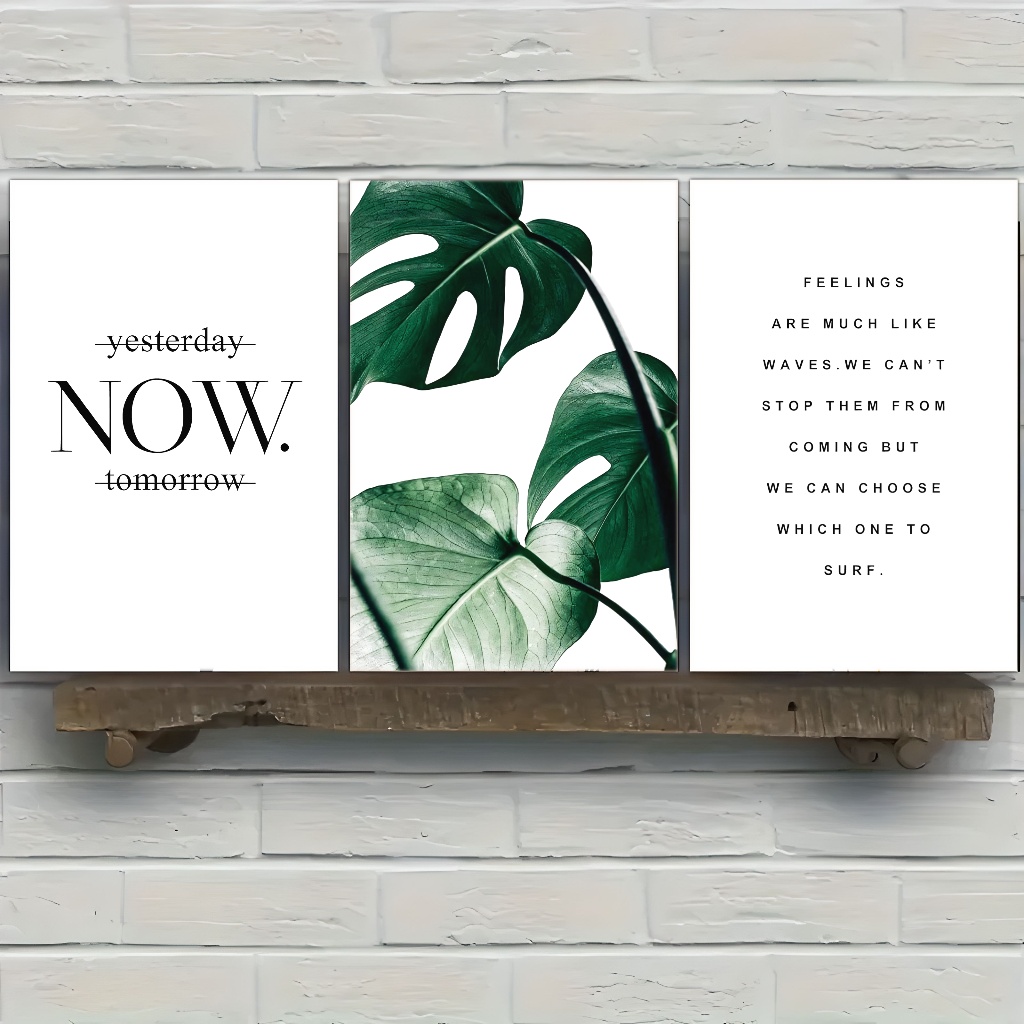 yesterday
NOW.
tomorrow
FEELINGS
ARE MUCH LIKE
WAVES.WE CAN'T
STOP THEM FROM
COMING BUT
WE CAN CHOOSE
WHICH ONE TO
SURF.